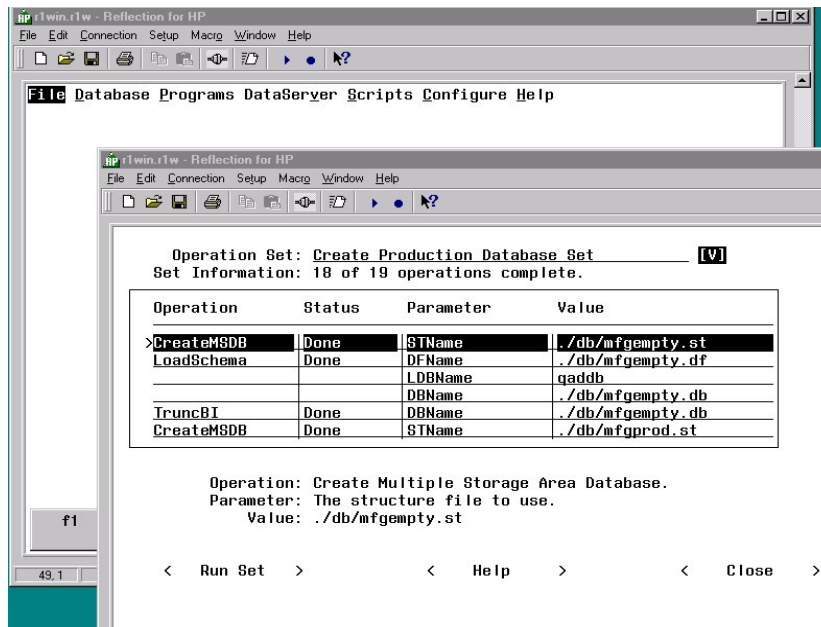 r1win.r1w - Reflection for HP
File Edit Connection Setup Macro Window Help
File Database Programs DataServer Scripts Configure Help
r1win.r1w - Reflection for HP
File Edit Connection Setup Macro Window Help
Operation Set: Create Production Database Set [V]
Set Information: 18 of 19 operations complete.
Operation Status Parameter Value
>CreateMSDB Done STName ./db/mfgempty.st
LoadSchema Done DFName ./db/mfgempty.df
LDBName qaddb
DBName ./db/mfgempty.db
TruncBI Done DBName ./db/mfgempty.db
CreateMSDB Done STName ./db/mfgprod.st
Operation: Create Multiple Storage Area Database.
Parameter: The structure file to use.
Value: ./db/mfgempty.st
f1
< Run Set > < Help > < Close >
49, 1